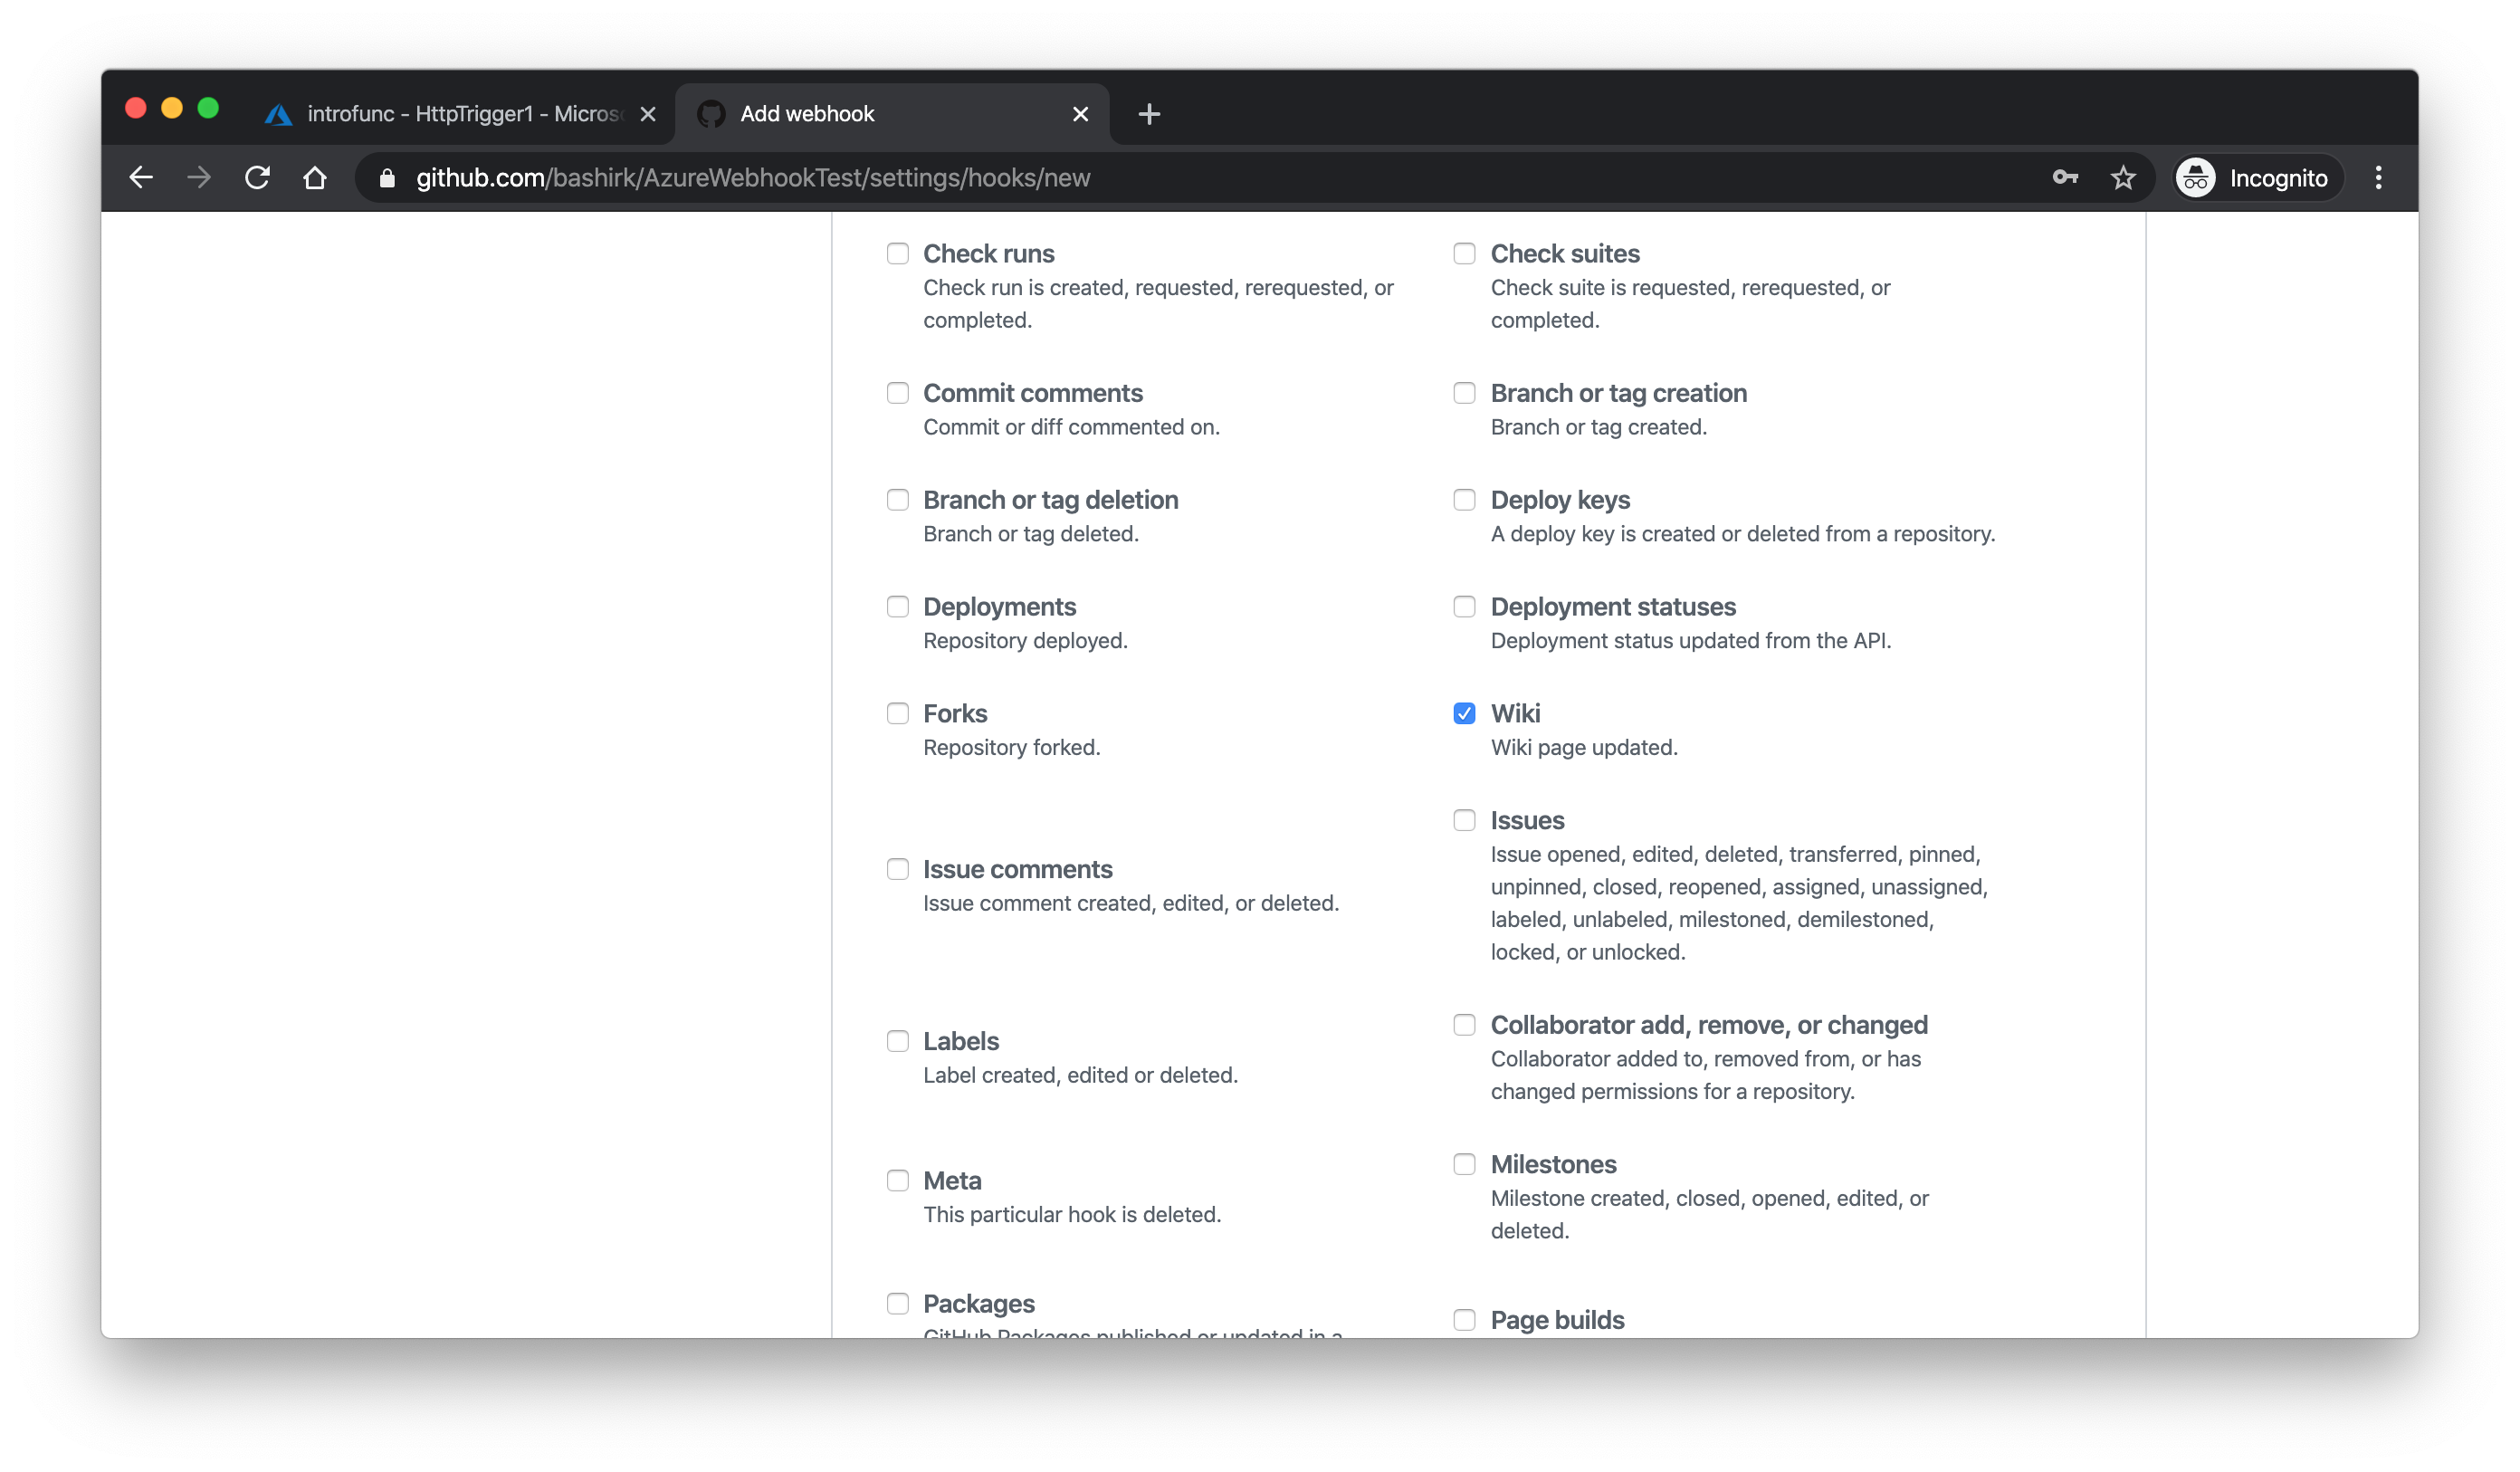 introfunc - HttpTrigger1 - Micros
Add webhook
github.com/bashirk/AzureWebhookTest/settings/hooks/new
Incognito
Check runs
Check run is created, requested, rerequested, or
completed.
Check suites
Check suite is requested, rerequested, or
completed.
Commit comments
Commit or diff commented on.
Branch or tag creation
Branch or tag created.
Branch or tag deletion
Branch or tag deleted.
Deploy keys
A deploy key is created or deleted from a repository.
Deployments
Repository deployed.
Deployment statuses
Deployment status updated from the API.
Forks
Repository forked.
Wiki
Wiki page updated.
Issue comments
Issue comment created, edited, or deleted.
Issues
Issue opened, edited, deleted, transferred, pinned,
unpinned, closed, reopened, assigned, unassigned,
labeled, unlabeled, milestoned, demilestoned,
locked, or unlocked.
Labels
Label created, edited or deleted.
Collaborator add, remove, or changed
Collaborator added to, removed from, or has
changed permissions for a repository.
Meta
This particular hook is deleted.
Milestones
Milestone created, closed, opened, edited, or
deleted.
Packages
GitHub Packages published or updated in a
Page builds